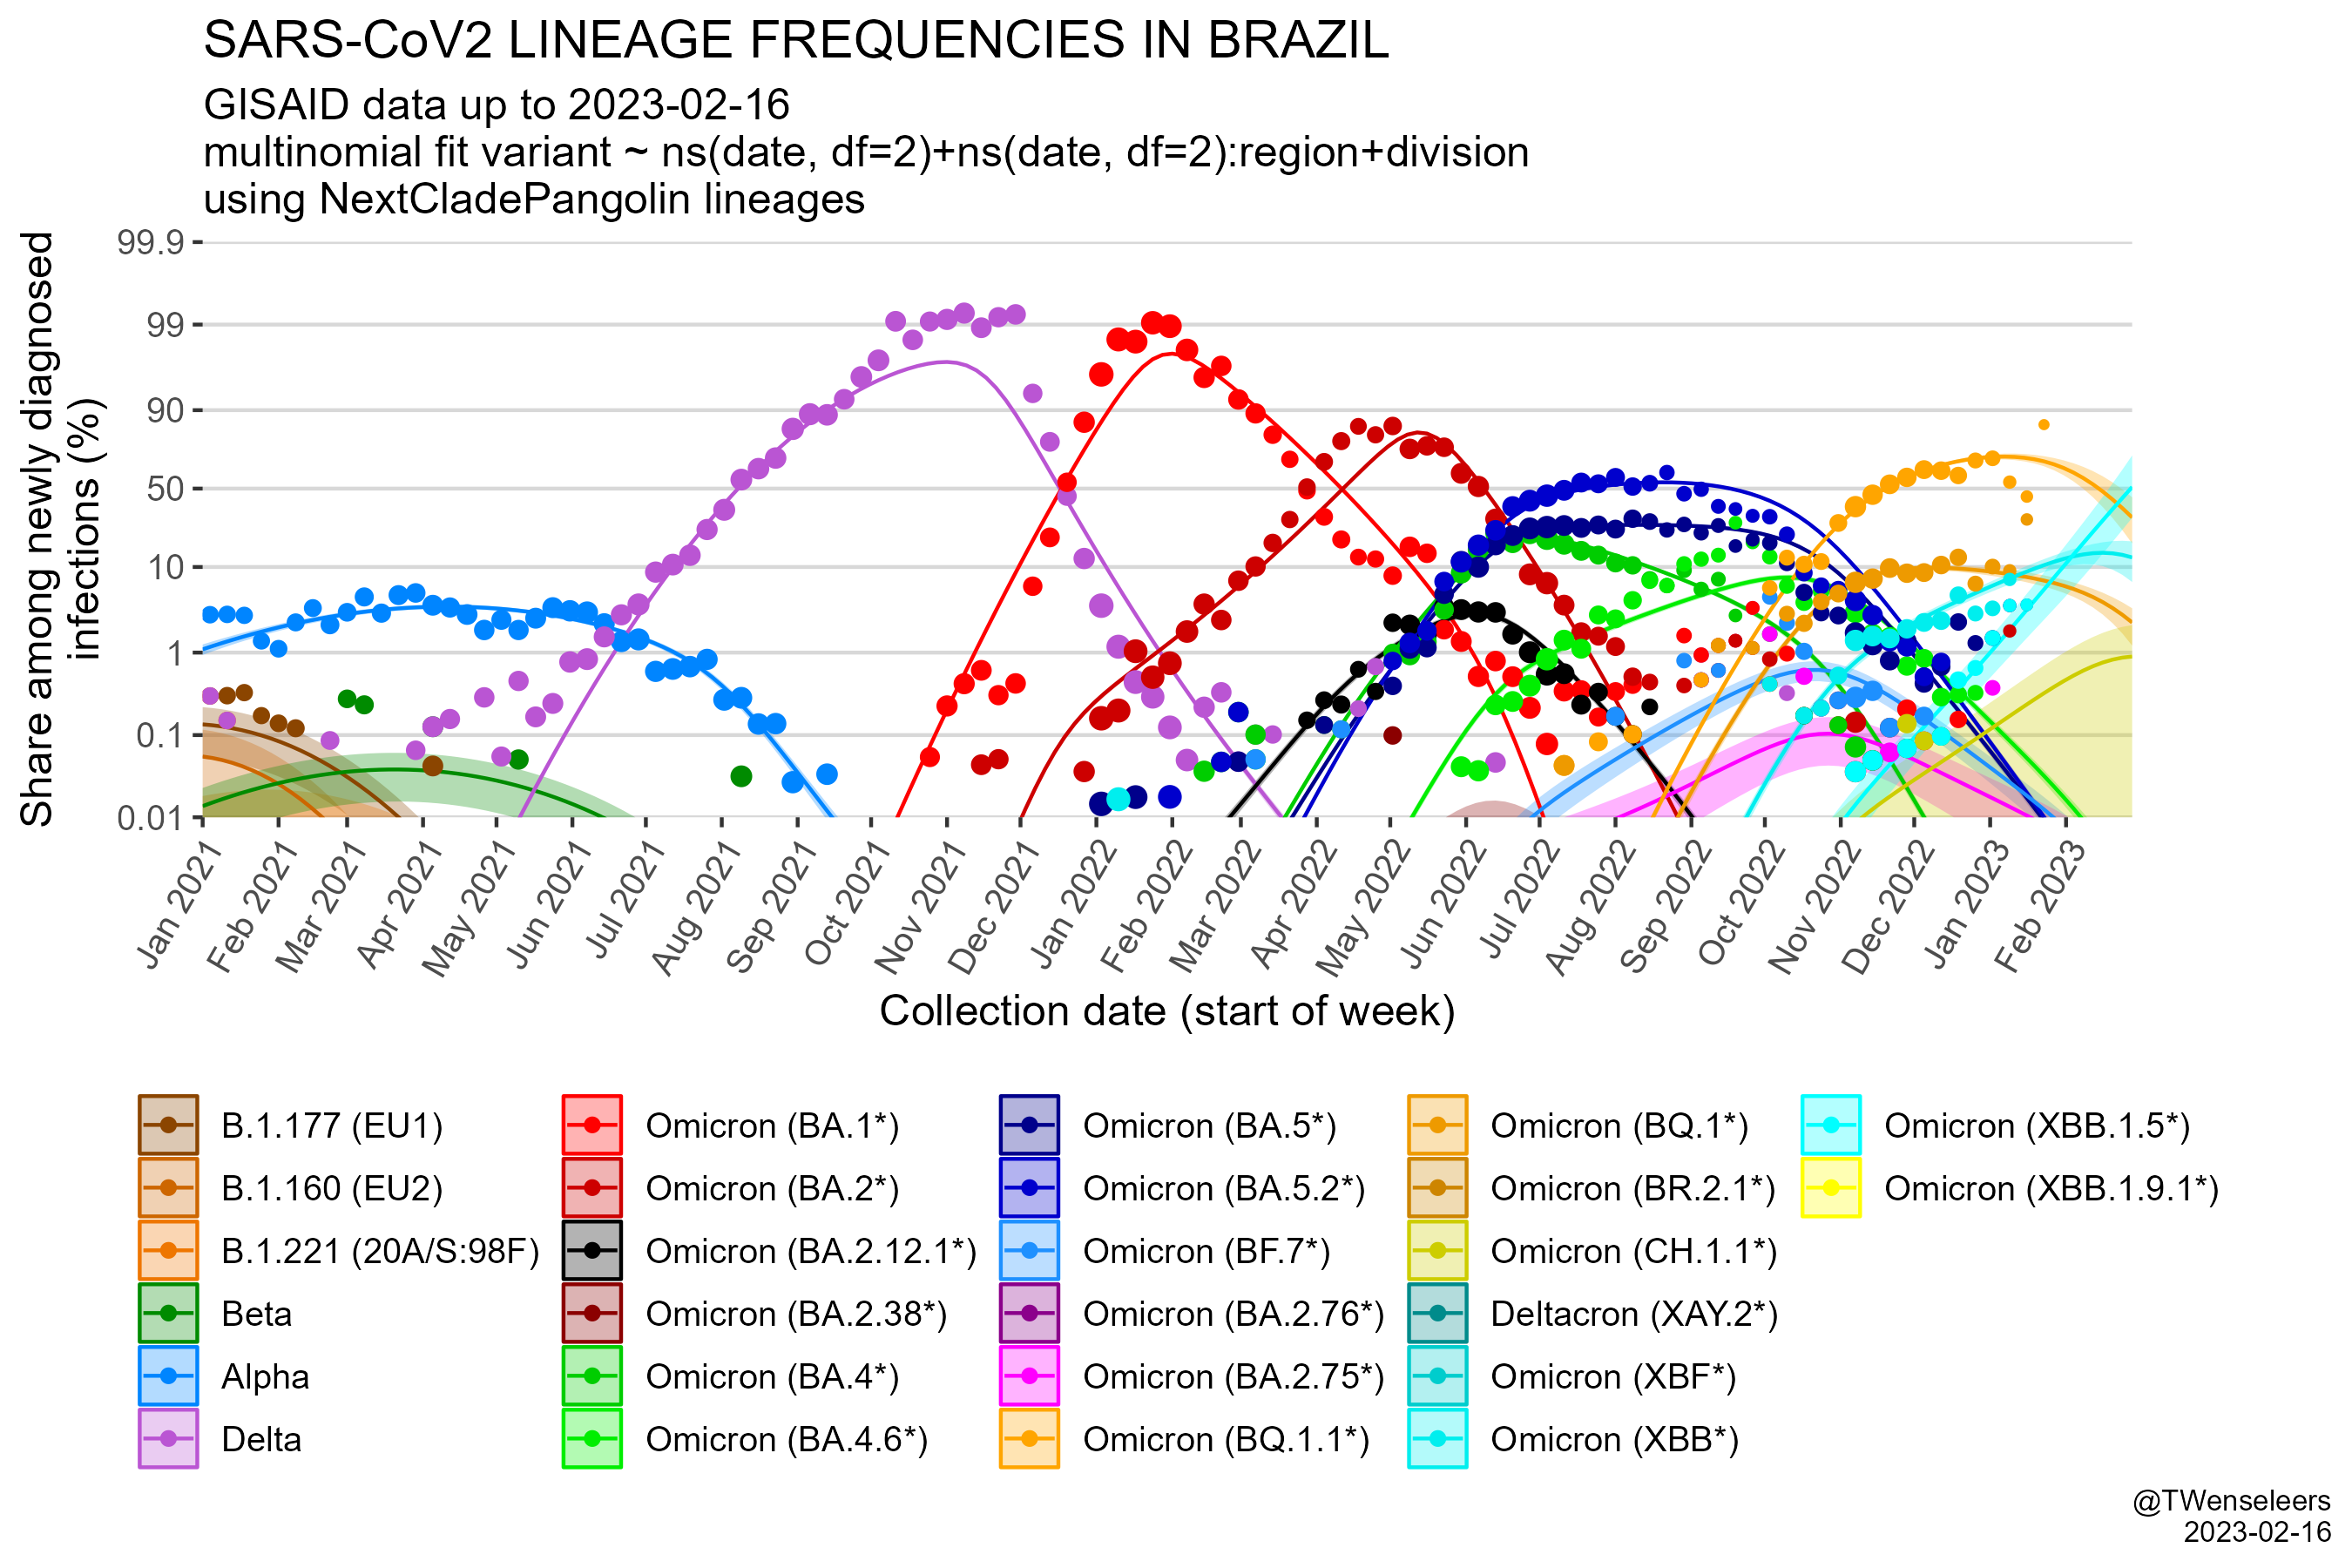 SARS-CoV2 LINEAGE FREQUENCIES IN BRAZIL
GISAID data up to 2023-02-16
multinomial fit variant ~ ns(date, df=2)+ns(date, df=2):region+division
using NextCladePangolin lineages
Share among newly diagnosed
infections (%)
99.9
99
90
50
10
1
0.1
0.01
Jan 2021
Feb 2021
Mar 2021
Apr 2021
May 2021
Jun 2021
Jul 2021
Aug 2021
Sep 2021
Oct 2021
Nov 2021
Dec 2021
Jan 2022
Feb 2022
Mar 2022
Apr 2022
May 2022
Jun 2022
Jul 2022
Aug 2022
Sep 2022
Oct 2022
Nov 2022
Dec 2022
Jan 2023
Feb 2023
Collection date (start of week)
B.1.177 (EU1)
B.1.160 (EU2)
B.1.221 (20A/S:98F)
Beta
Alpha
Delta
Omicron (BA.1*)
Omicron (BA.2*)
Omicron (BA.2.12.1*)
Omicron (BA.2.38*)
Omicron (BA.4*)
Omicron (BA.4.6*)
Omicron (BA.5*)
Omicron (BA.5.2*)
Omicron (BF.7*)
Omicron (BA.2.76*)
Omicron (BA.2.75*)
Omicron (BQ.1.1*)
Omicron (BQ.1*)
Omicron (BR.2.1*)
Omicron (CH.1.1*)
Deltacron (XAY.2*)
Omicron (XBF*)
Omicron (XBB*)
Omicron (XBB.1.5*)
Omicron (XBB.1.9.1*)
@TWenseleers
2023-02-16